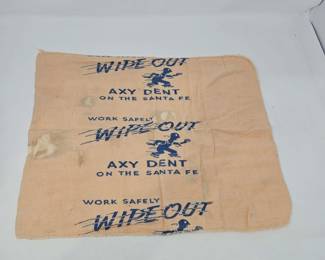 WIPE OUT
AXY DENT
ON THE SANTA FE
WORK SAFELY
WIPE OUT
AXY DENT
ON THE SANTA FE
WORK SAFELY
WIPE OUT